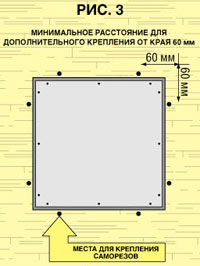 РИС. 3
МИНИМАЛЬНОЕ РАССТОЯНИЕ ДЛЯ
ДОПОЛНИТЕЛЬНОГО КРЕПЛЕНИЯ ОТ КРАЯ 60 мм
60 мм
60 мм
МЕСТА ДЛЯ КРЕПЛЕНИЯ
САМОРЕЗОВ